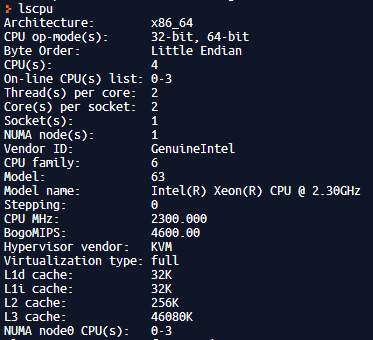 > lscpu
Architecture: x86_64
CPU op-mode(s): 32-bit, 64-bit
Byte Order: Little Endian
CPU(s): 4
On-line CPU(s) list: 0-3
Thread(s) per core: 2
Core(s) per socket: 2
Socket(s): 1
NUMA node(s): 1
Vendor ID: GenuineIntel
CPU family: 6
Model: 63
Model name: Intel(R) Xeon(R) CPU @ 2.30GHz
Stepping: 0
CPU MHz: 2300.000
BogoMIPS: 4600.00
Hypervisor vendor: KVM
Virtualization type: full
L1d cache: 32K
L1i cache: 32K
L2 cache: 256K
L3 cache: 46080K
NUMA node0 CPU(s): 0-3